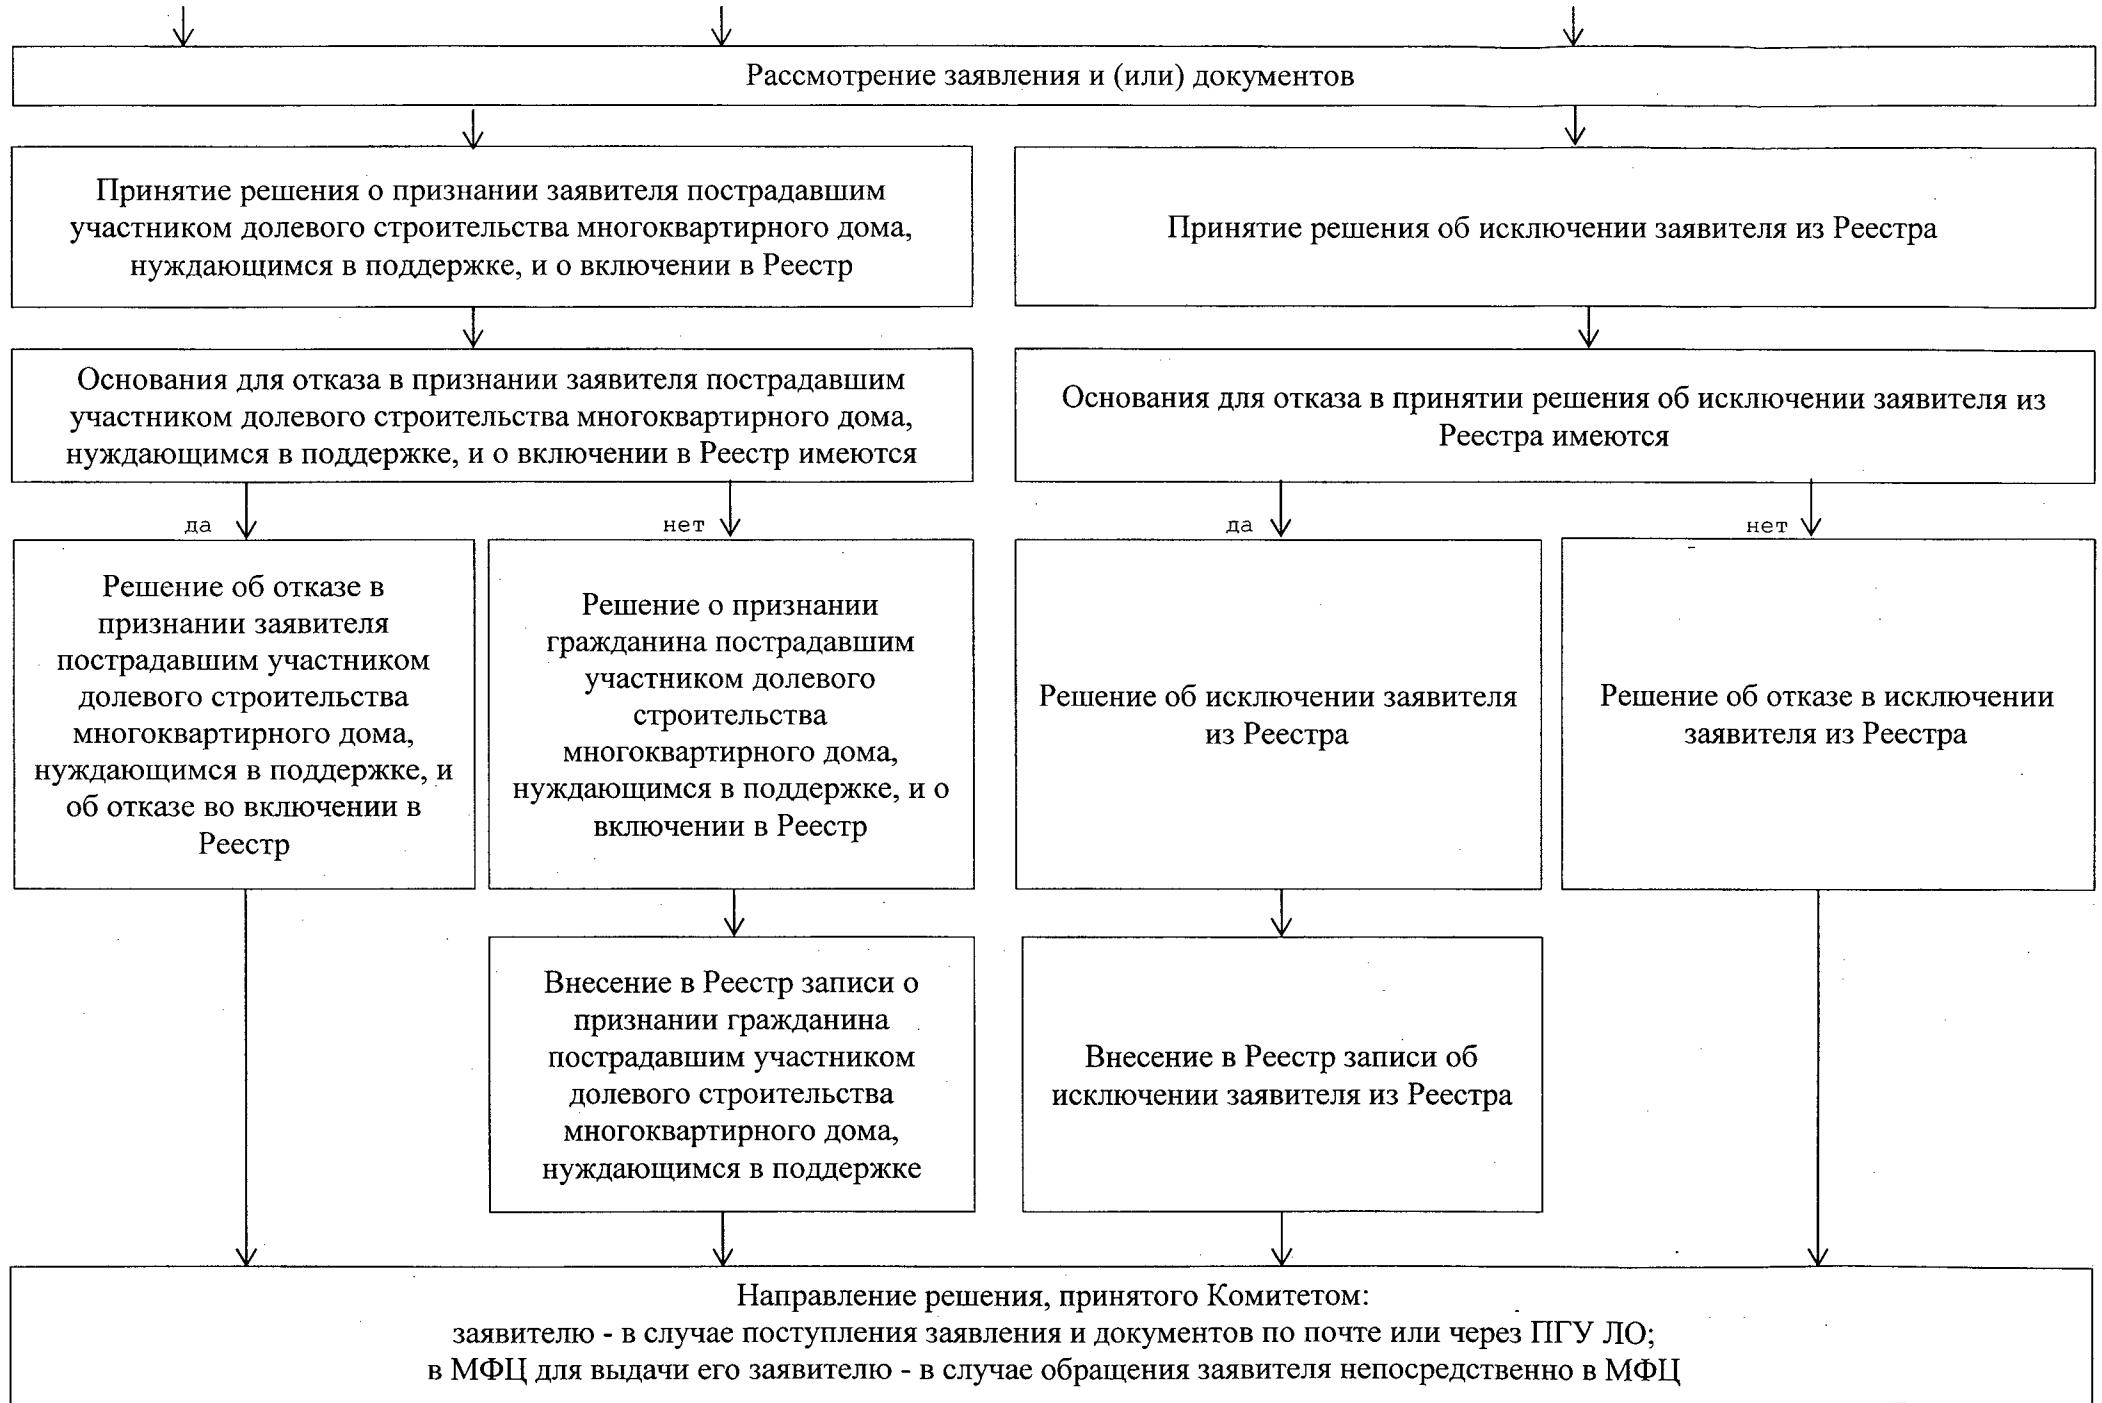 Рассмотрение заявления и (или) документов
Принятие решения о признании заявителя пострадавшим
участником долевого строительства многоквартирного дома,
нуждающимся в поддержке, и о включении в Реестр
Принятие решения об исключении заявителя из Реестра
Основания для отказа в признании заявителя пострадавшим
участником долевого строительства многоквартирного дома,
нуждающимся в поддержке, и о включении в Реестр имеются
Основания для отказа в принятии решения об исключении заявителя из
Реестра имеются
да
нет
да
нет
Решение об отказе в
признании заявителя
пострадавшим участником
долевого строительства
многоквартирного дома,
нуждающимся в поддержке, и
об отказе во включении в
Реестр
Решение о признании
гражданина пострадавшим
участником долевого
строительства
многоквартирного дома,
нуждающимся в поддержке, и о
включении в Реестр
Решение об исключении заявителя
из Реестра
Решение об отказе в исключении
заявителя из Реестра
Внесение в Реестр записи о
признании гражданина
пострадавшим участником
долевого строительства
многоквартирного дома,
нуждающимся в поддержке
Внесение в Реестр записи об
исключении заявителя из Реестра
Направление решения, принятого Комитетом:
заявителю - в случае поступления заявления и документов по почте или через ПГУ ЛО;
в МФЦ для выдачи его заявителю - в случае обращения заявителя непосредственно в МФЦ